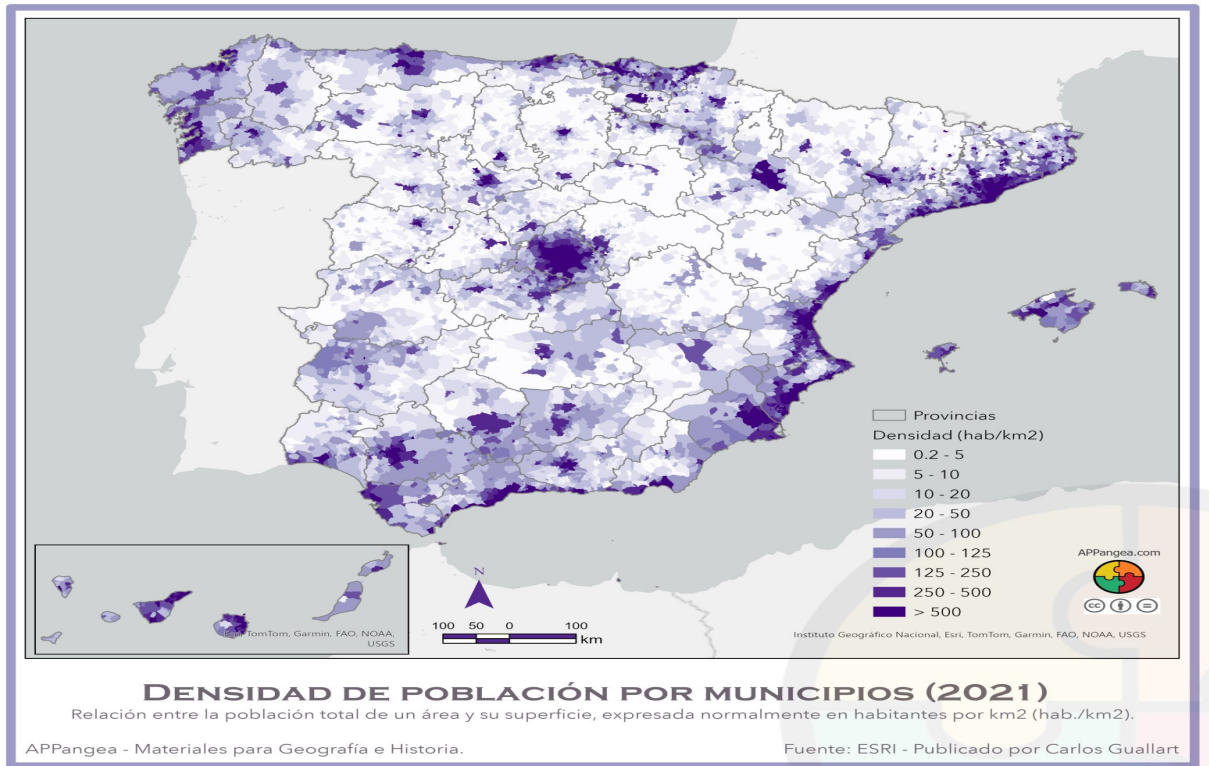 Provincias
Densidad (hab/km2)
0.2 - 5
5 - 10
10 - 20
20 - 50
50 - 100
100 - 125
125 - 250
250 - 500
> 500
APPangea.com
cc
Instituto Geográfico Nacional, Esri, TomTom, Garmin, FAO, NOAA, USGS
Esri, TomTom, Garmin, FAO, NOAA,
USGS
N
100 50 0 100
km
DENSIDAD DE POBLACIÓN POR MUNICIPIOS (2021)
Relación entre la población total de un área y su superficie, expresada normalmente en habitantes por km2 (hab./km2).
APPangea - Materiales para Geografía e Historia.
Fuente: ESRI - Publicado por Carlos Guallart